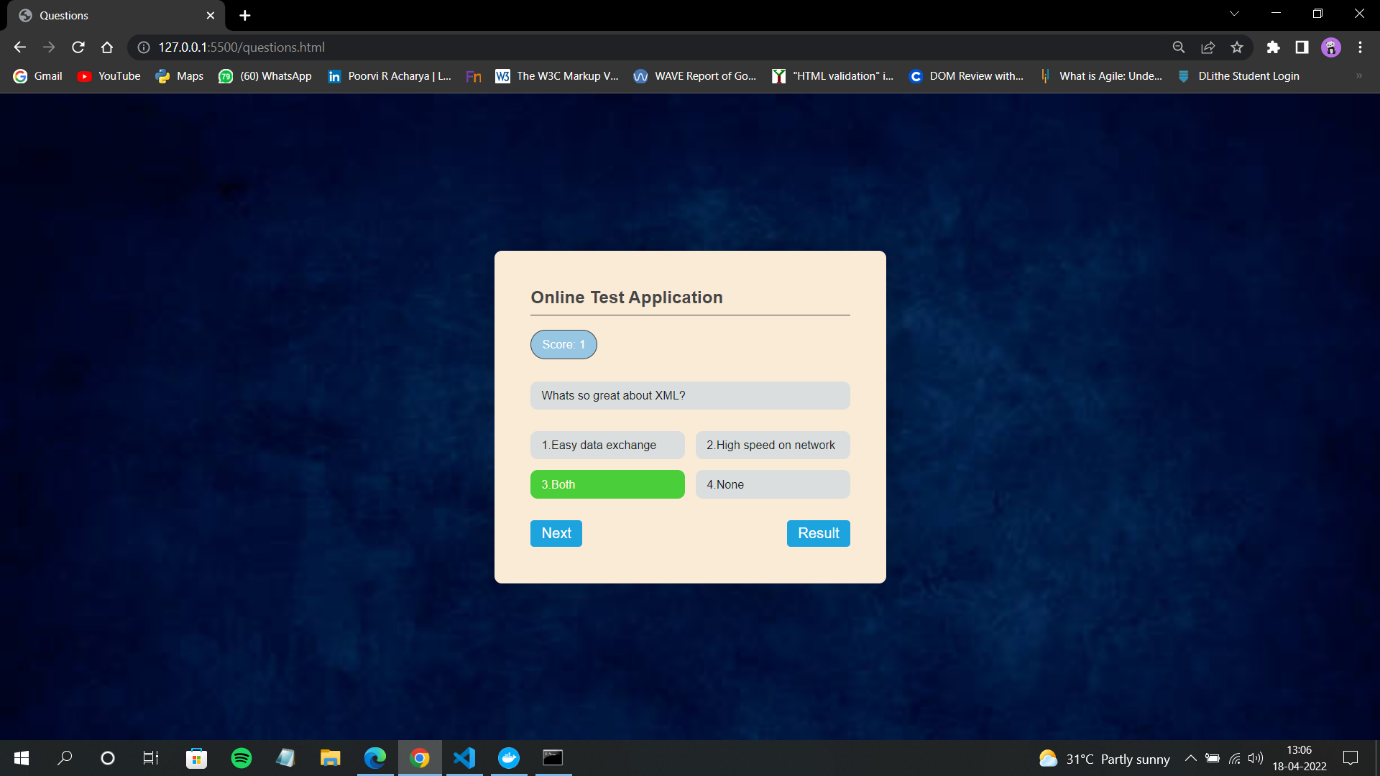 Questions
127.0.0.1:5500/questions.html
Gmail YouTube Maps (60) WhatsApp Poorvi R Acharya | L... Fn W3 The W3C Markup V... WAVE Report of Go... "HTML validation" i... DOM Review with... What is Agile: Unde... DLithe Student Login
Online Test Application
Score: 1
Whats so great about XML?
1.Easy data exchange 2.High speed on network
3.Both 4.None
Next Result
31°C Partly sunny
13:06
18-04-2022